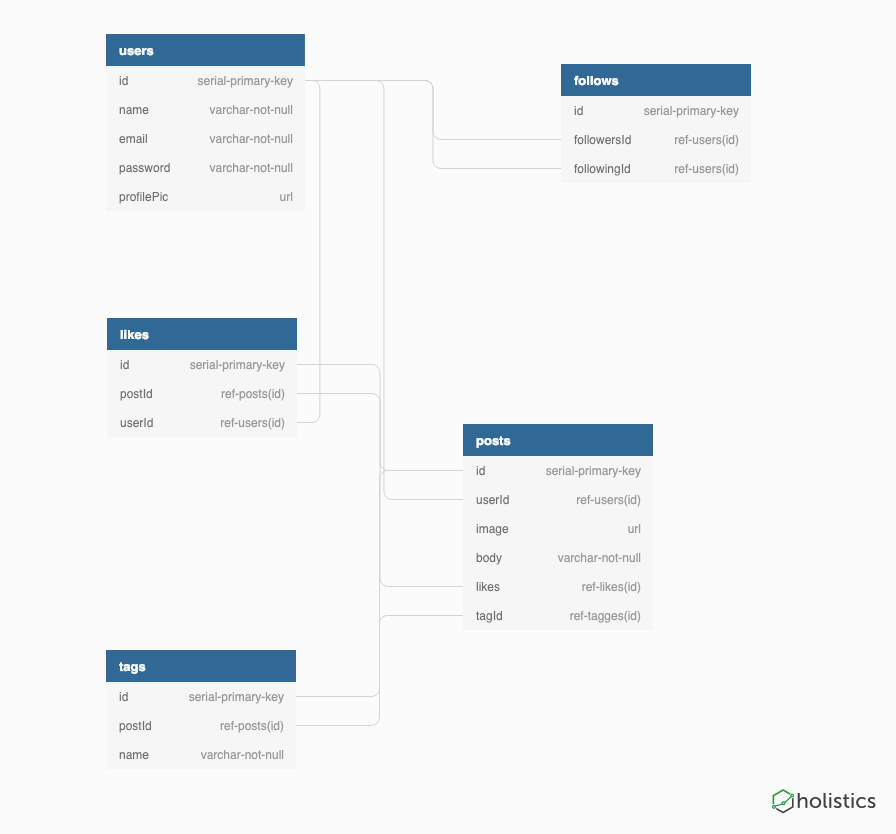 users
id serial-primary-key
name varchar-not-null
email varchar-not-null
password varchar-not-null
profilePic url
follows
id serial-primary-key
followersId ref-users(id)
followingId ref-users(id)
likes
id serial-primary-key
postId ref-posts(id)
userId ref-users(id)
posts
id serial-primary-key
userId ref-users(id)
image url
body varchar-not-null
likes ref-likes(id)
tagId ref-tagges(id)
tags
id serial-primary-key
postId ref-posts(id)
name varchar-not-null
holistics